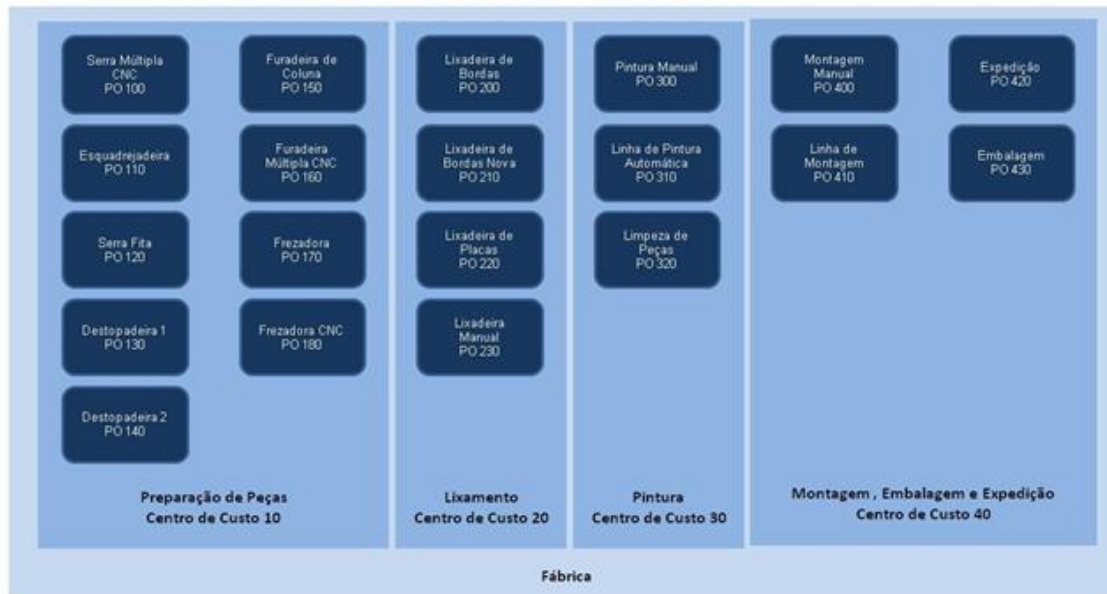 Serra Múltipla
CNC
PO 100
Esquadrejadeira
PO 110
Serra Fita
PO 120
Destopadeira 1
PO 130
Destopadeira 2
PO 140
Furadeira de
Coluna
PO 150
Furadeira
Múltipla CNC
PO 160
Frezadora
PO 170
Frezadora CNC
PO 180
Preparação de Peças
Centro de Custo 10
Lixadeira de
Bordas
PO 200
Lixadeira de
Bordas Nova
PO 210
Lixadeira de
Placas
PO 220
Lixadeira
Manual
PO 230
Lixamento
Centro de Custo 20
Pintura Manual
PO 300
Linha de Pintura
Automática
PO 310
Limpeza de
Peças
PO 320
Pintura
Centro de Custo 30
Montagem
Manual
PO 400
Linha de
Montagem
PO 410
Expedição
PO 420
Embalagem
PO 430
Montagem , Embalagem e Expedição
Centro de Custo 40
Fábrica